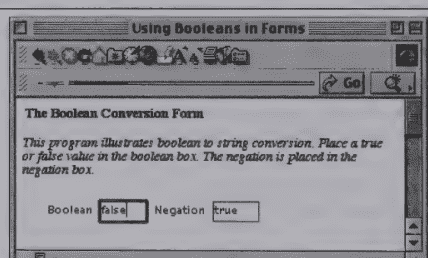 Using Booleans in Forms
Go
The Boolean Conversion Form
This program illustrates boolean to string conversion. Place a true
or false value in the boolean box. The negation is placed in the
negation box.
Boolean false Negation true